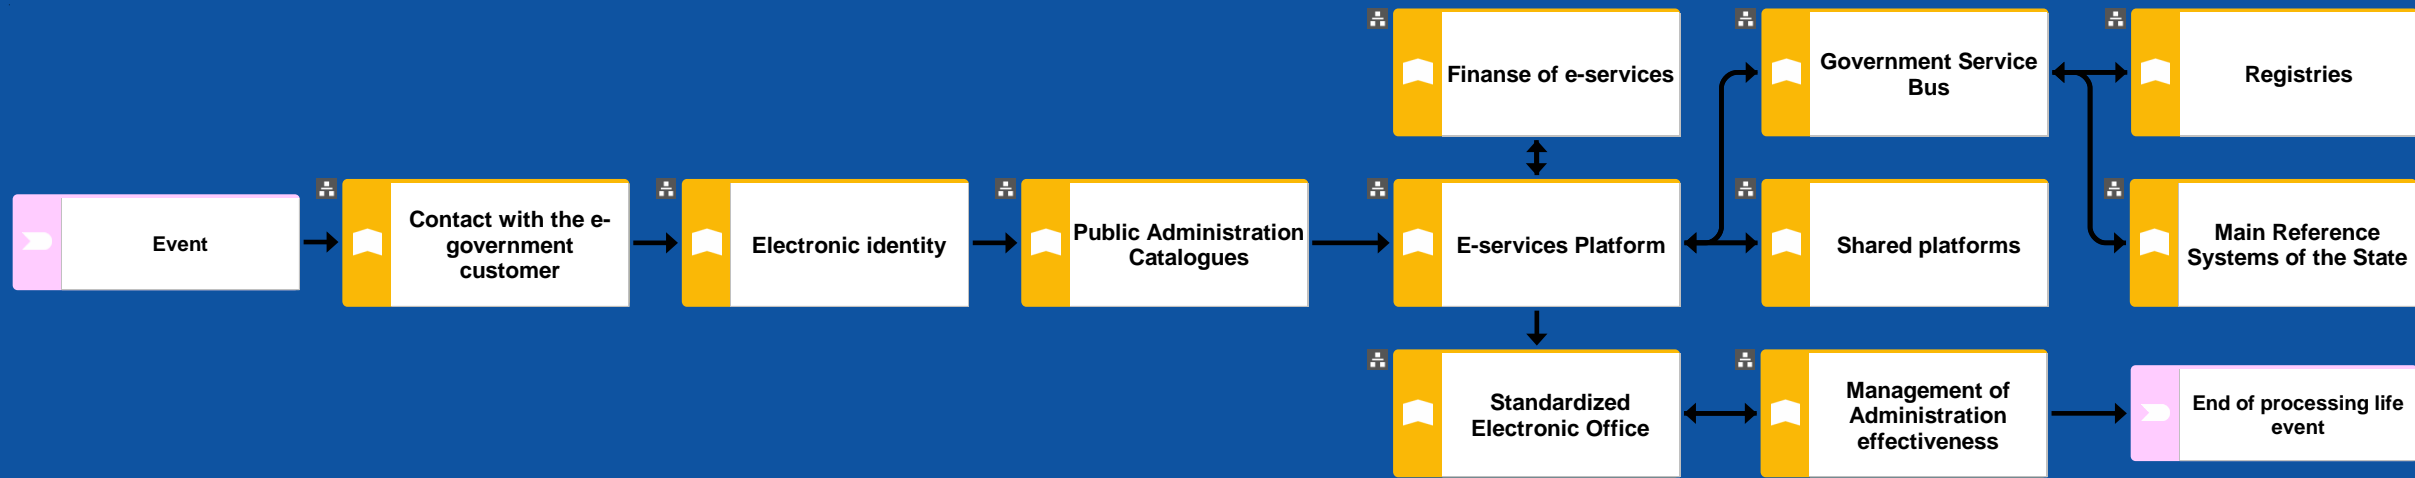 Finanse of e-services
Government Service
Bus
Registries
Event
Contact with the e-
government
customer
Electronic identity
Public Administration
Catalogues
E-services Platform
Shared platforms
Main Reference
Systems of the State
Standardized
Electronic Office
Management of
Administration
effectiveness
End of processing life
event